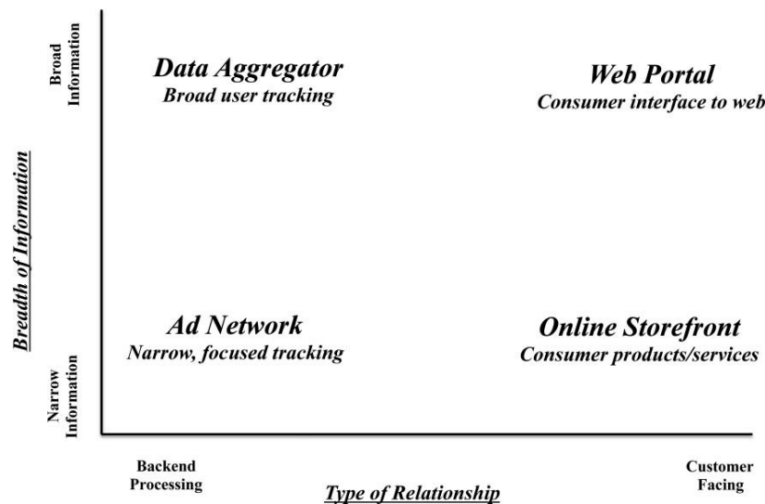 Broad
Information
Data Aggregator
Broad user tracking
Web Portal
Consumer interface to web
Breadth of Information
Ad Network
Narrow, focused tracking
Online Storefront
Consumer products/services
Narrow
Information
Backend
Processing
Type of Relationship
Customer
Facing